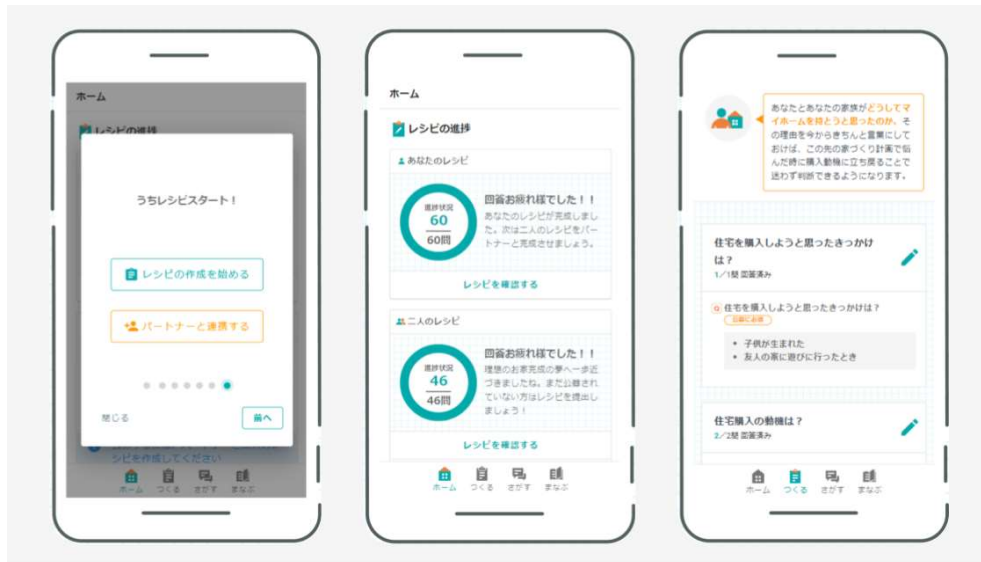 ホーム
レシピの進捗
うちレシピスタート！
レシピの作成を始める
パートナーと連携する
閉じる
前へ
シピを作成してください
ホーム
つくる
さがす
まなぶ
ホーム
レシピの進捗
あなたのレシピ
進捗状況
60
60問
回答お疲れ様でした！！
あなたのレシピが完成しまし
た。次は二人のレシピをパー
トナーと完成させましょう。
レシピを確認する
二人のレシピ
進捗状況
46
46問
回答お疲れ様でした！！
理想のお家完成の夢へ一歩近
づきましたね。まだ公募され
ていない方はレシピを提出し
ましょう！
レシピを確認する
ホーム
つくる
さがす
まなぶ
あなたとあなたの家族がどうしてマ
イホームを持とうと思ったのか、そ
の理由を今からきちんと言葉にして
おけば、この先の家づくり計画で悩
んだ時に購入動機に立ち戻ることで
迷わず判断できるようになります。
住宅を購入しようと思ったきっかけ
は？
1／1問 回答済み
Q 住宅を購入しようと思ったきっかけは？
• 子供が生まれた
• 友人の家に遊びに行ったとき
住宅購入の動機は？
2／2問 回答済み
ホーム
つくる
さがす
まなぶ